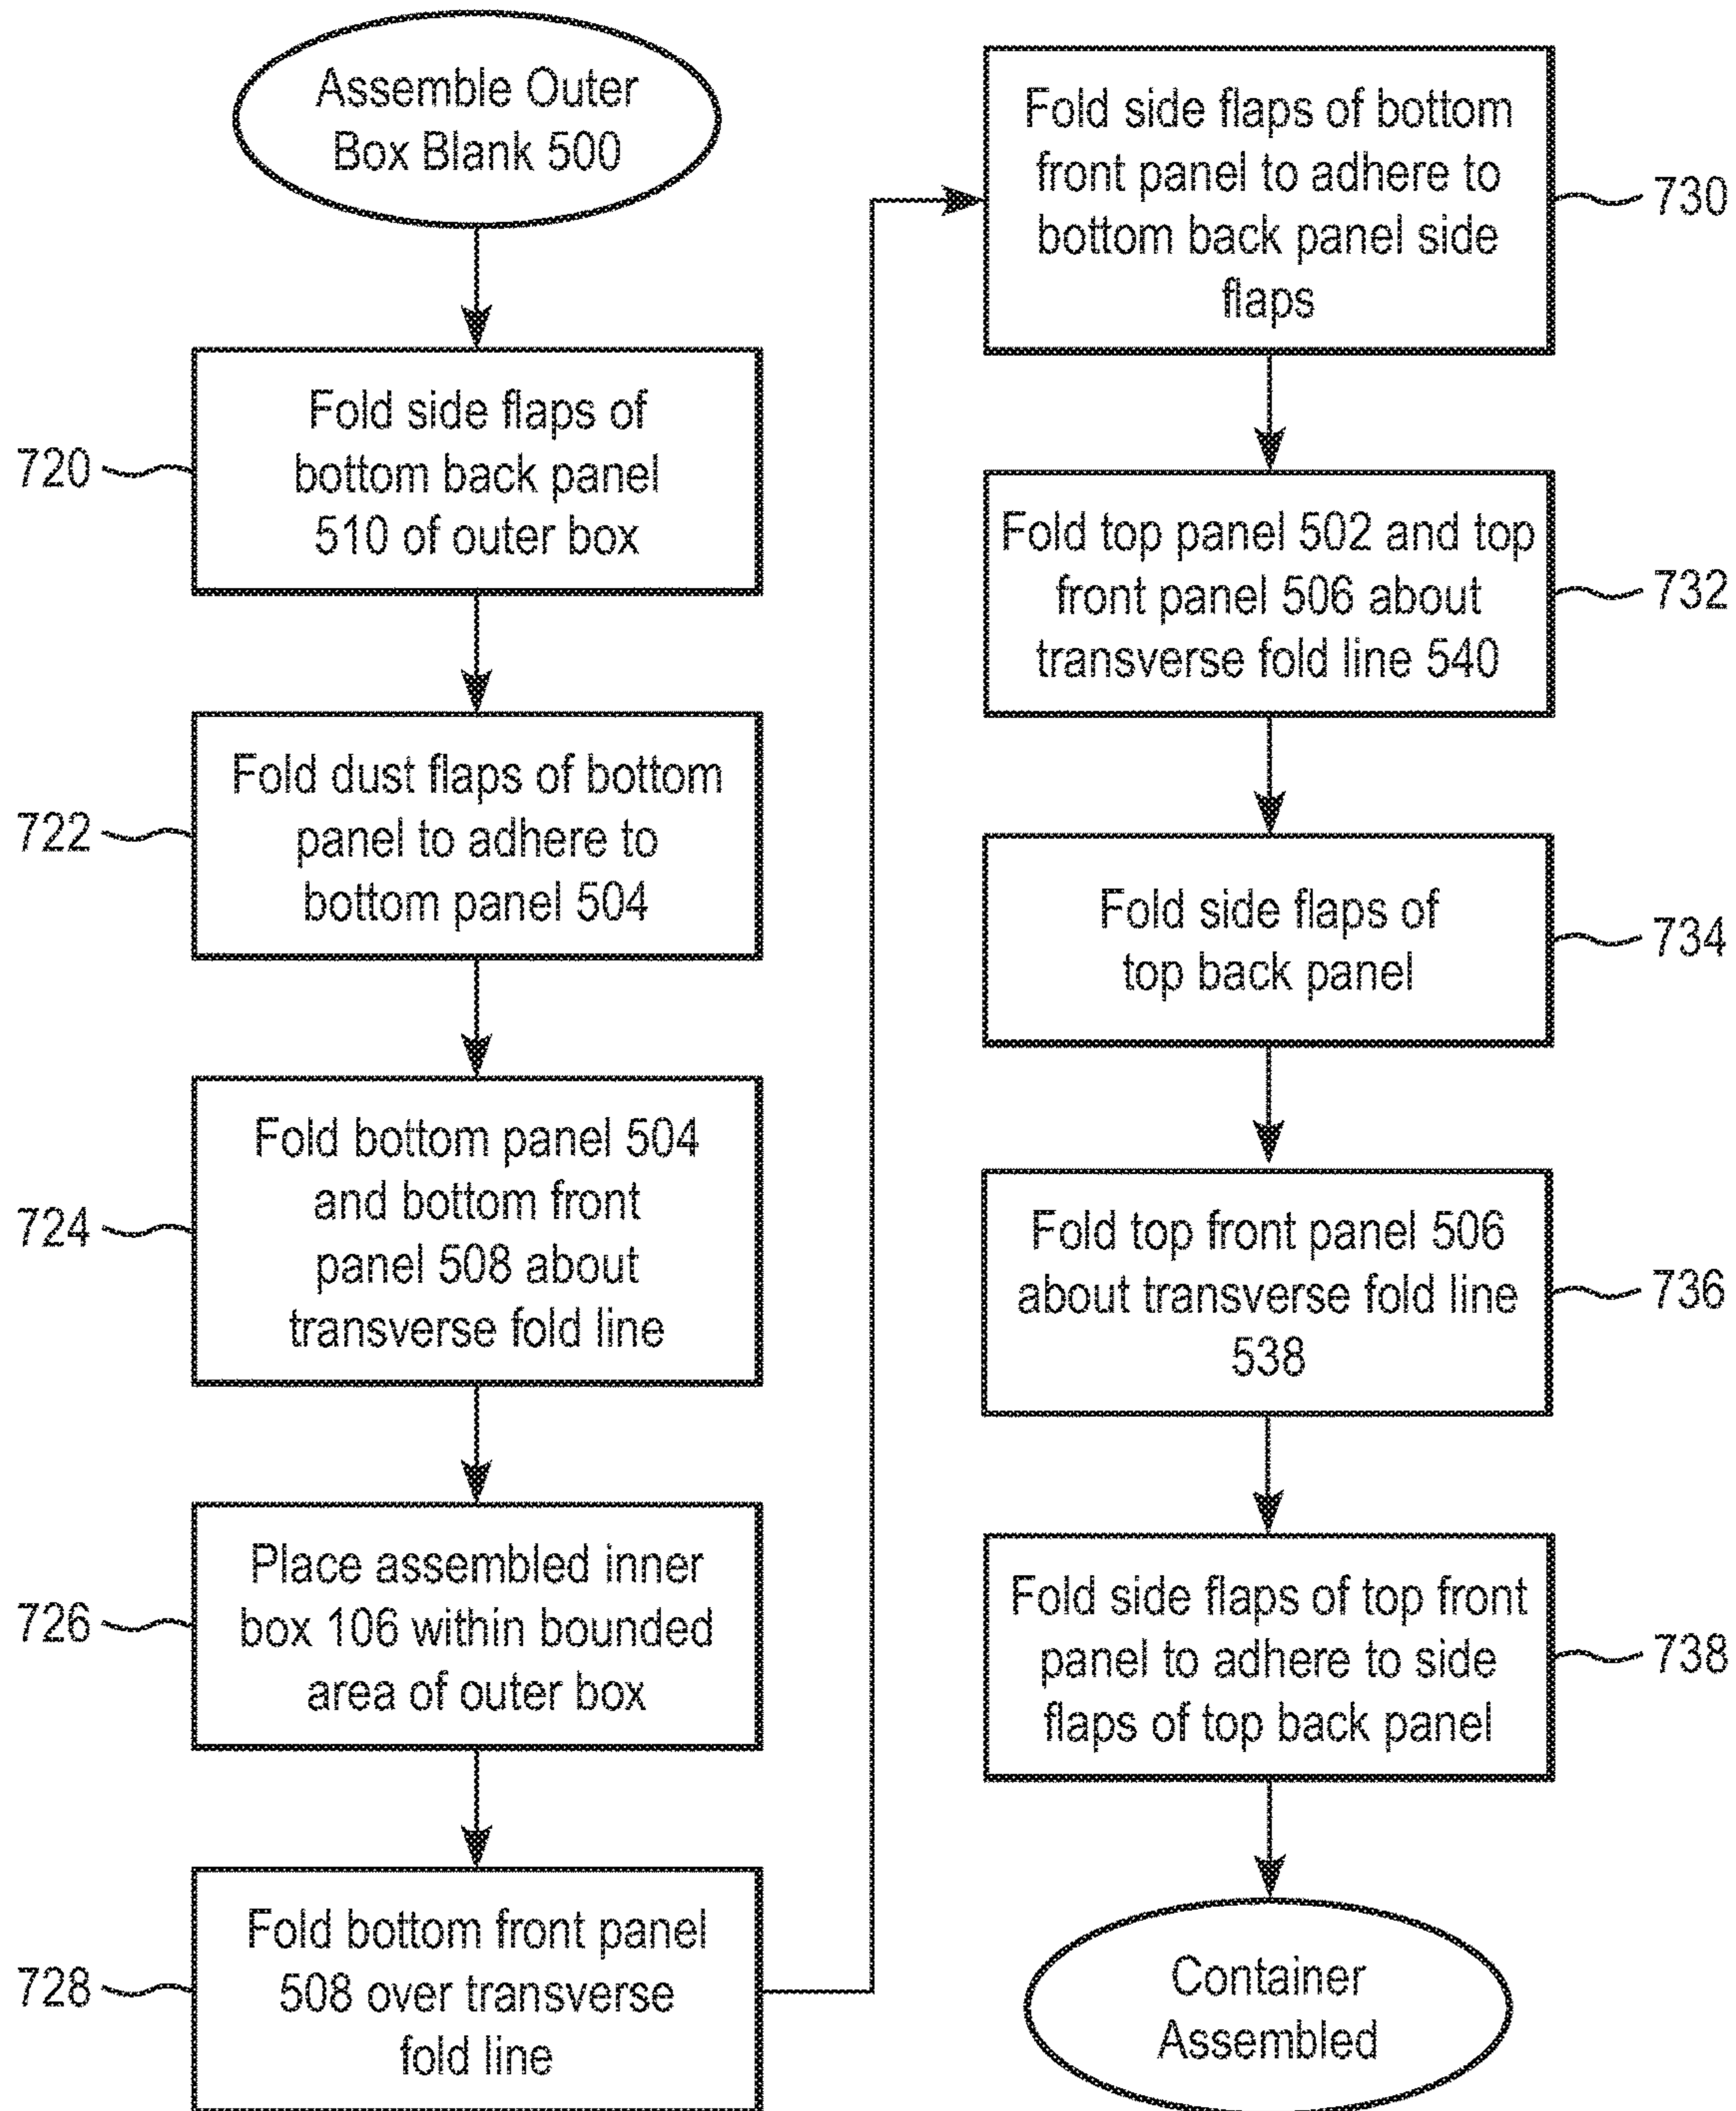 Assemble Outer
Box Blank 500
720
Fold side flaps of
bottom back panel
510 of outer box
722
Fold dust flaps of bottom
panel to adhere to
bottom panel 504
724
Fold bottom panel 504
and bottom front
panel 508 about
transverse fold line
726
Place assembled inner
box 106 within bounded
area of outer box
728
Fold bottom front panel
508 over transverse
fold line
Fold side flaps of bottom
front panel to adhere to
bottom back panel side
flaps
730
Fold top panel 502 and top
front panel 506 about
transverse fold line 540
732
Fold side flaps of
top back panel
734
Fold top front panel 506
about transverse fold line
538
736
Fold side flaps of top front
panel to adhere to side
flaps of top back panel
738
Container
Assembled